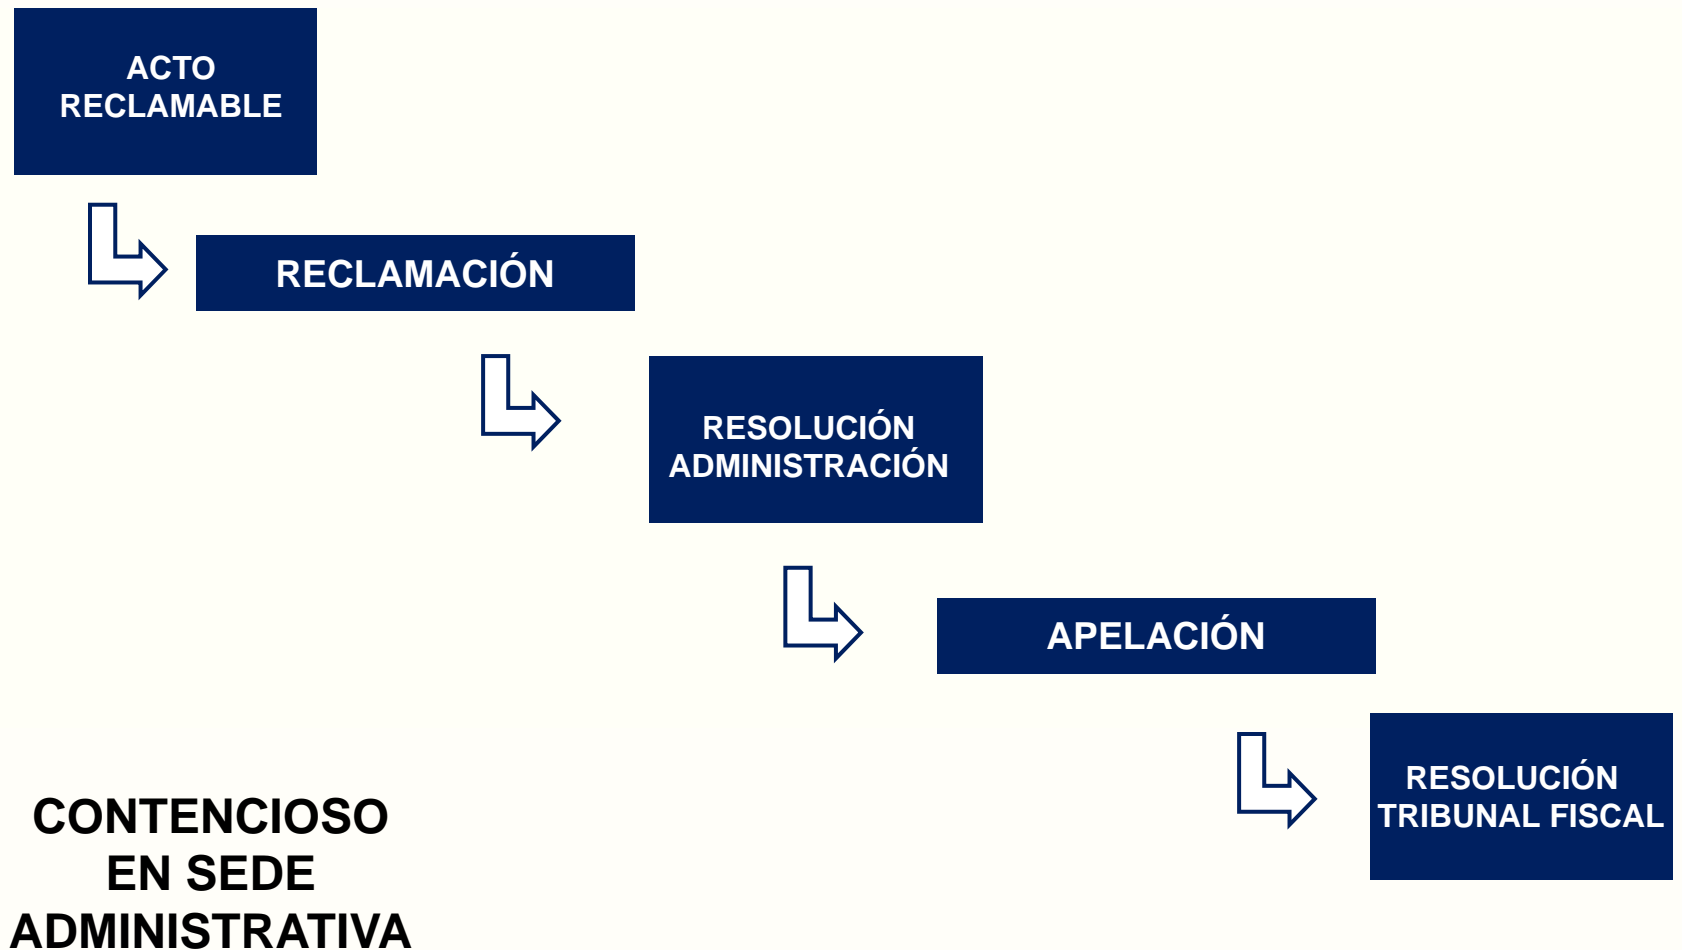 ACTO
RECLAMABLE
RECLAMACIÓN
RESOLUCIÓN
ADMINISTRACIÓN
APELACIÓN
RESOLUCIÓN
TRIBUNAL FISCAL
CONTENCIOSO
EN SEDE
ADMINISTRATIVA